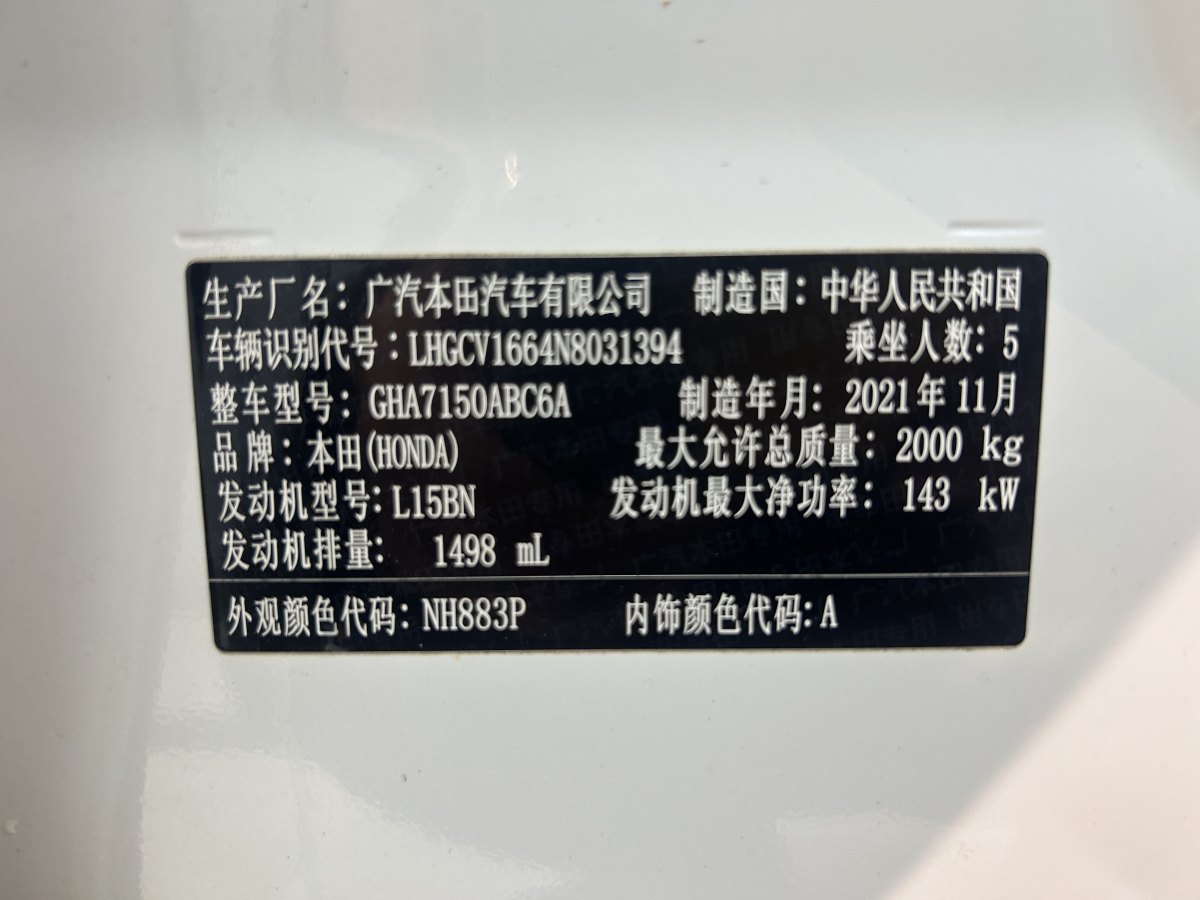 生产厂名：广汽本田汽车有限公司 制造国：中华人民共和国
车辆识别代号：LHGCV1664N8031394 乘坐人数：5
整车型号：GHA7150ABC6A 制造年月：2021年11月
品牌：本田(HONDA) 最大允许总质量：2000 kg
发动机型号：L15BN 发动机最大净功率：143 kW
发动机排量： 1498 mL
外观颜色代码：NH883P 内饰颜色代码:A